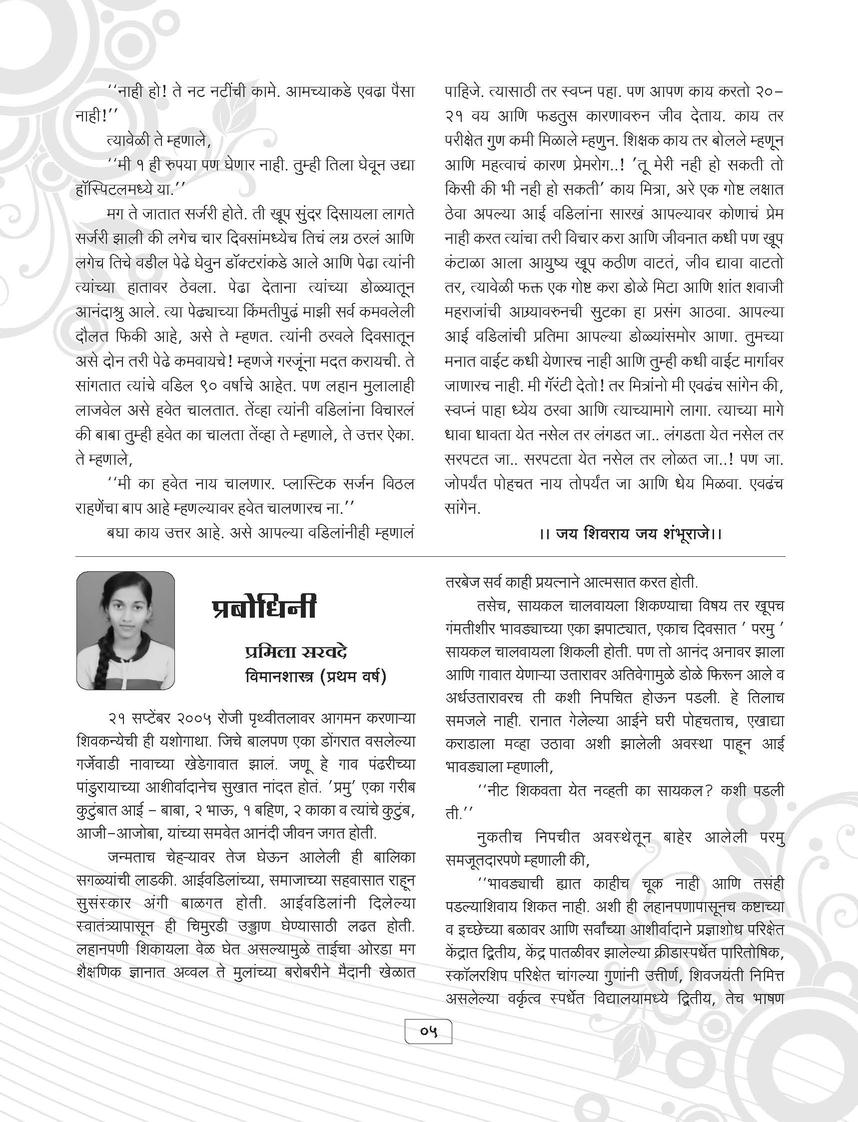 ‘‘नाही हो! ते नट नटींची कामे. आमच्याकडे एवढा पैसा
नाही!’’
त्यावेळी ते म्हणाले,
‘‘मी १ ही रुपया पण घेणार नाही. तुम्ही तिला घेवून उद्या
हॉस्पिटलमध्ये या.’’
मग ते जातात सर्जरी होते. ती खूप सुंदर दिसायला लागते
सर्जरी झाली की लगेच चार दिवसांमध्येच तिचं लग्न ठरलं आणि
लगेच तिचे वडील पेढे घेवुन डॉक्टरांकडे आले आणि पेढा त्यांनी
त्यांच्या हातावर ठेवला. पेढा देताना त्यांच्या डोळ्यातून
आनंदाश्रु आले. त्या पेढ्याच्या किंमतीपुढं माझी सर्व कमवलेली
दौलत फिकी आहे, असे ते म्हणत. त्यांनी ठरवले दिवसातून
असे दोन तरी पेढे कमवायचे! म्हणजे गरजूंना मदत करायची. ते
सांगतात त्यांचे वडिल ९० वर्षाचे आहेत. पण लहान मुलालाही
लाजवेल असे हवेत चालतात. तेंव्हा त्यांनी वडिलांना विचारलं
की बाबा तुम्ही हवेत का चालता तेंव्हा ते म्हणाले, ते उत्तर ऐका.
ते म्हणाले,
‘‘मी का हवेत नाय चालणार. प्लास्टिक सर्जन विठल
राहणेंचा बाप आहे म्हणल्यावर हवेत चालणारच ना.’’
बघा काय उत्तर आहे. असे आपल्या वडिलांनीही म्हणालं
पाहिजे. त्यासाठी तर स्वप्न पहा. पण आपण काय करतो २०–
२१ वय आणि फडतुस कारणावरुन जीव देताय. काय तर
परीक्षेत गुण कमी मिळाले म्हणुन. शिक्षक काय तर बोलले म्हणून
आणि महत्वाचं कारण प्रेमरोग..! ’तू मेरी नही हो सकती तो
किसी की भी नही हो सकती’ काय मित्रा, अरे एक गोष्ट लक्षात
ठेवा अपल्या आई वडिलांना सारखं आपल्यावर कोणाचं प्रेम
नाही करत त्यांचा तरी विचार करा आणि जीवनात कधी पण खूप
कंटाळा आला आयुष्य खूप कठीण वाटतं, जीव द्यावा वाटतो
तर, त्यावेळी फक्त एक गोष्ट करा डोळे मिटा आणि शांत शवाजी
महराजांची आग्र्यावरुनची सुटका हा प्रसंग आठवा. आपल्या
आई वडिलांची प्रतिमा आपल्या डोळ्यांसमोर आणा. तुमच्या
मनात वाईट कधी येणारच नाही आणि तुम्ही कधी वाईट मार्गावर
जाणारच नाही. मी गॅरंटी देतो! तर मित्रांनो मी एवढंच सांगेन की,
स्वप्नं पाहा ध्येय ठरवा आणि त्याच्यामागे लागा. त्याच्या मागे
धावा धावता येत नसेल तर लंगडत जा.. लंगडता येत नसेल तर
सरपटत जा.. सरपटता येत नसेल तर लोळत जा..! पण जा.
जोपर्यंत पोहचत नाय तोपर्यंत जा आणि धेय मिळवा. एवढंच
सांगेन.
।। जय शिवराय जय शंभूराजे।।
प्रबोधिनी
प्रमिला सरवदे
विमानशास्त्र (प्रथम वर्ष)
२१ सप्टेंबर २००५ रोजी पृथ्वीतलावर आगमन करणाऱ्या
शिवकन्येची ही यशोगाथा. जिचे बालपण एका डोंगरात वसलेल्या
गर्जेवाडी नावाच्या खेडेगावात झालं. जणू हे गाव पंढरीच्या
पांडुरायाच्या आशीर्वादानेच सुखात नांदत होतं. ’प्रमु’ एका गरीब
कुटुंबात आई – बाबा, २ भाऊ, १ बहिण, २ काका व त्यांचे कुटुंब,
आजी–आजोबा, यांच्या समवेत आनंदी जीवन जगत होती.
जन्मताच चेहऱ्यावर तेज घेऊन आलेली ही बालिका
सगळ्यांची लाडकी. आईवडिलांच्या, समाजाच्या सहवासात राहून
सुसंस्कार अंगी बाळगत होती. आईवडिलांनी दिलेल्या
स्वातंत्र्यापासून ही चिमुरडी उड्डाण घेण्यासाठी लढत होती.
लहानपणी शिकायला वेळ घेत असल्यामुळे ताईचा ओरडा मग
शैक्षणिक ज्ञानात अव्वल ते मुलांच्या बरोबरीने मैदानी खेळात
तरबेज सर्व काही प्रयत्नाने आत्मसात करत होती.
तसेच, सायकल चालवायला शिकण्याचा विषय तर खूपच
गंमतीशीर भावड्याच्या एका झपाट्यात, एकाच दिवसात ’ परमु ’
सायकल चालवायला शिकली होती. पण तो आनंद अनावर झाला
आणि गावात येणाऱ्या उतारावर अतिवेगामुळे डोळे फिरून आले व
अर्धउतारावरच ती कशी निपचित होऊन पडली. हे तिलाच
समजले नाही. रानात गेलेल्या आईने घरी पोहचताच, एखाद्या
कराडाला मव्हा उठावा अशी झालेली अवस्था पाहून आई
भावड्याला म्हणाली,
‘‘नीट शिकवता येत नव्हती का सायकल? कशी पडली
ती.’’
नुकतीच निपचीत अवस्थेतून बाहेर आलेली परमु
समजूतदारपणे म्हणाली की,
‘‘भावड्याची ह्यात काहीच चूक नाही आणि तसंही
पडल्याशिवाय शिकत नाही. अशी ही लहानपणापासूनच कष्टाच्या
व इच्छेच्या बळावर आणि सर्वांच्या आशीर्वादाने प्रज्ञाशोध परिक्षेत
केंद्रात द्वितीय, केंद्र पातळीवर झालेल्या क्रीडास्पर्धेत पारितोषिक,
स्कॉलरशिप परिक्षेत चांगल्या गुणांनी उत्तीर्ण, शिवजयंती निमित्त
असलेल्या वर्कृत्व स्पर्धेत विद्यालयामध्ये द्वितीय, तेच भाषण
०५